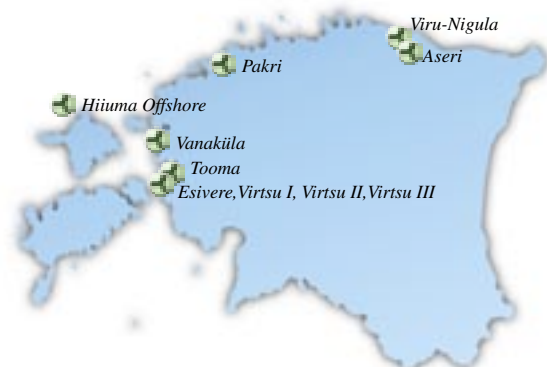 Viru-Nigula
Aseri
Pakri
Hiiuma Offshore
Vanaküla
Tooma
Esivere,Virtsu I, Virtsu II,Virtsu III